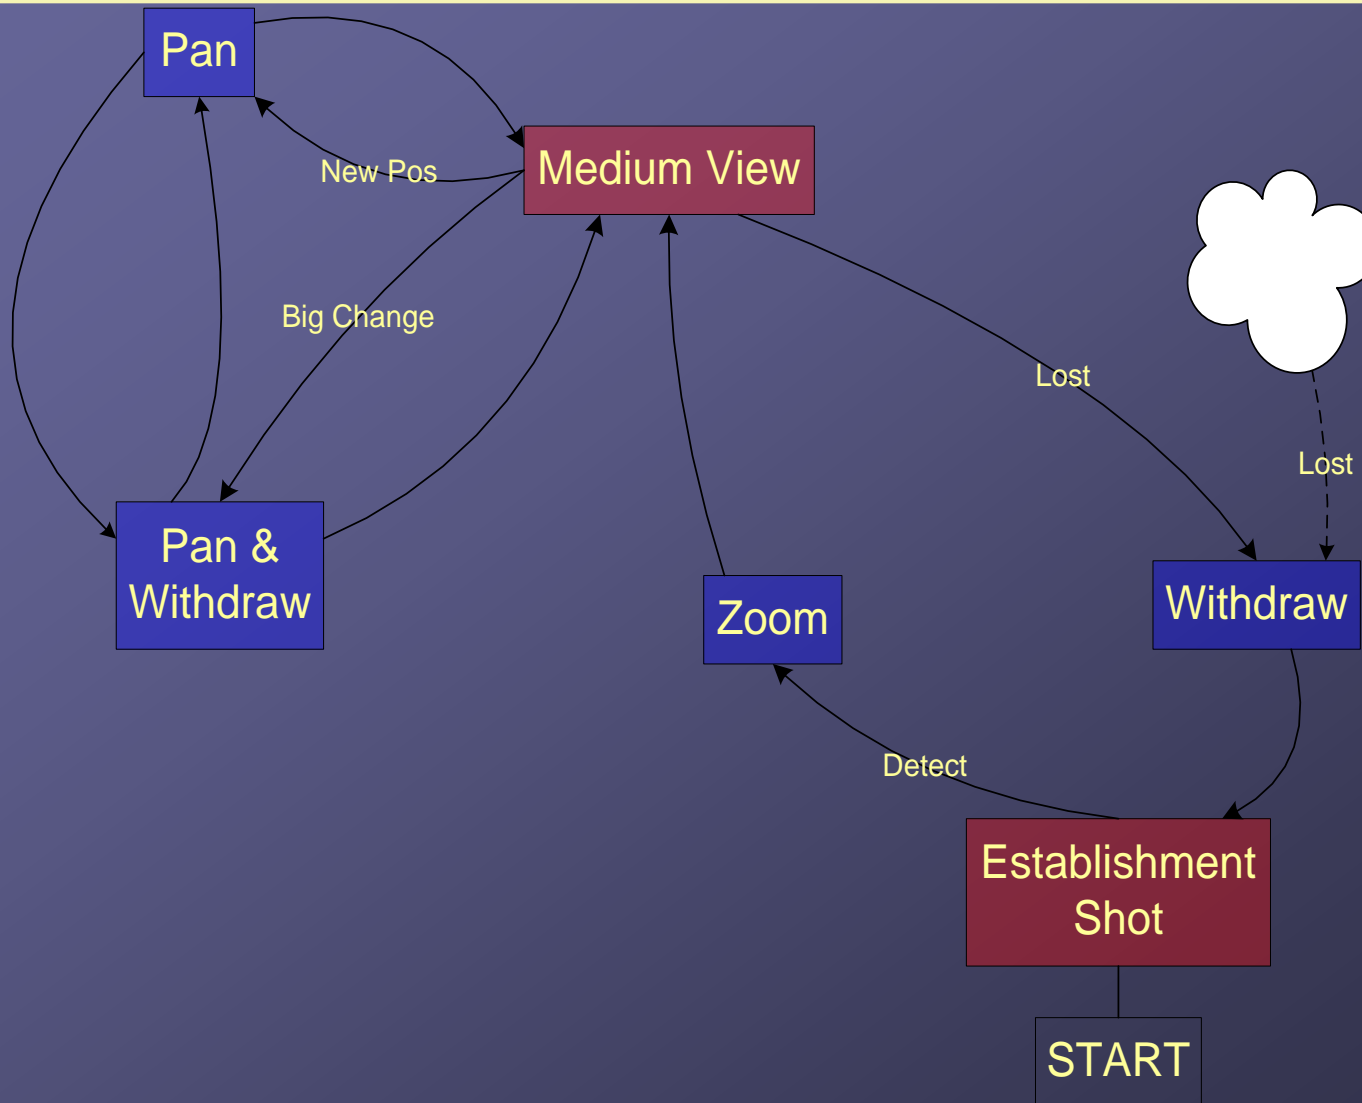 Pan
New Pos
Medium View
Big Change
Lost
Lost
Pan &
Withdraw
Zoom
Withdraw
Detect
Establishment
Shot
START